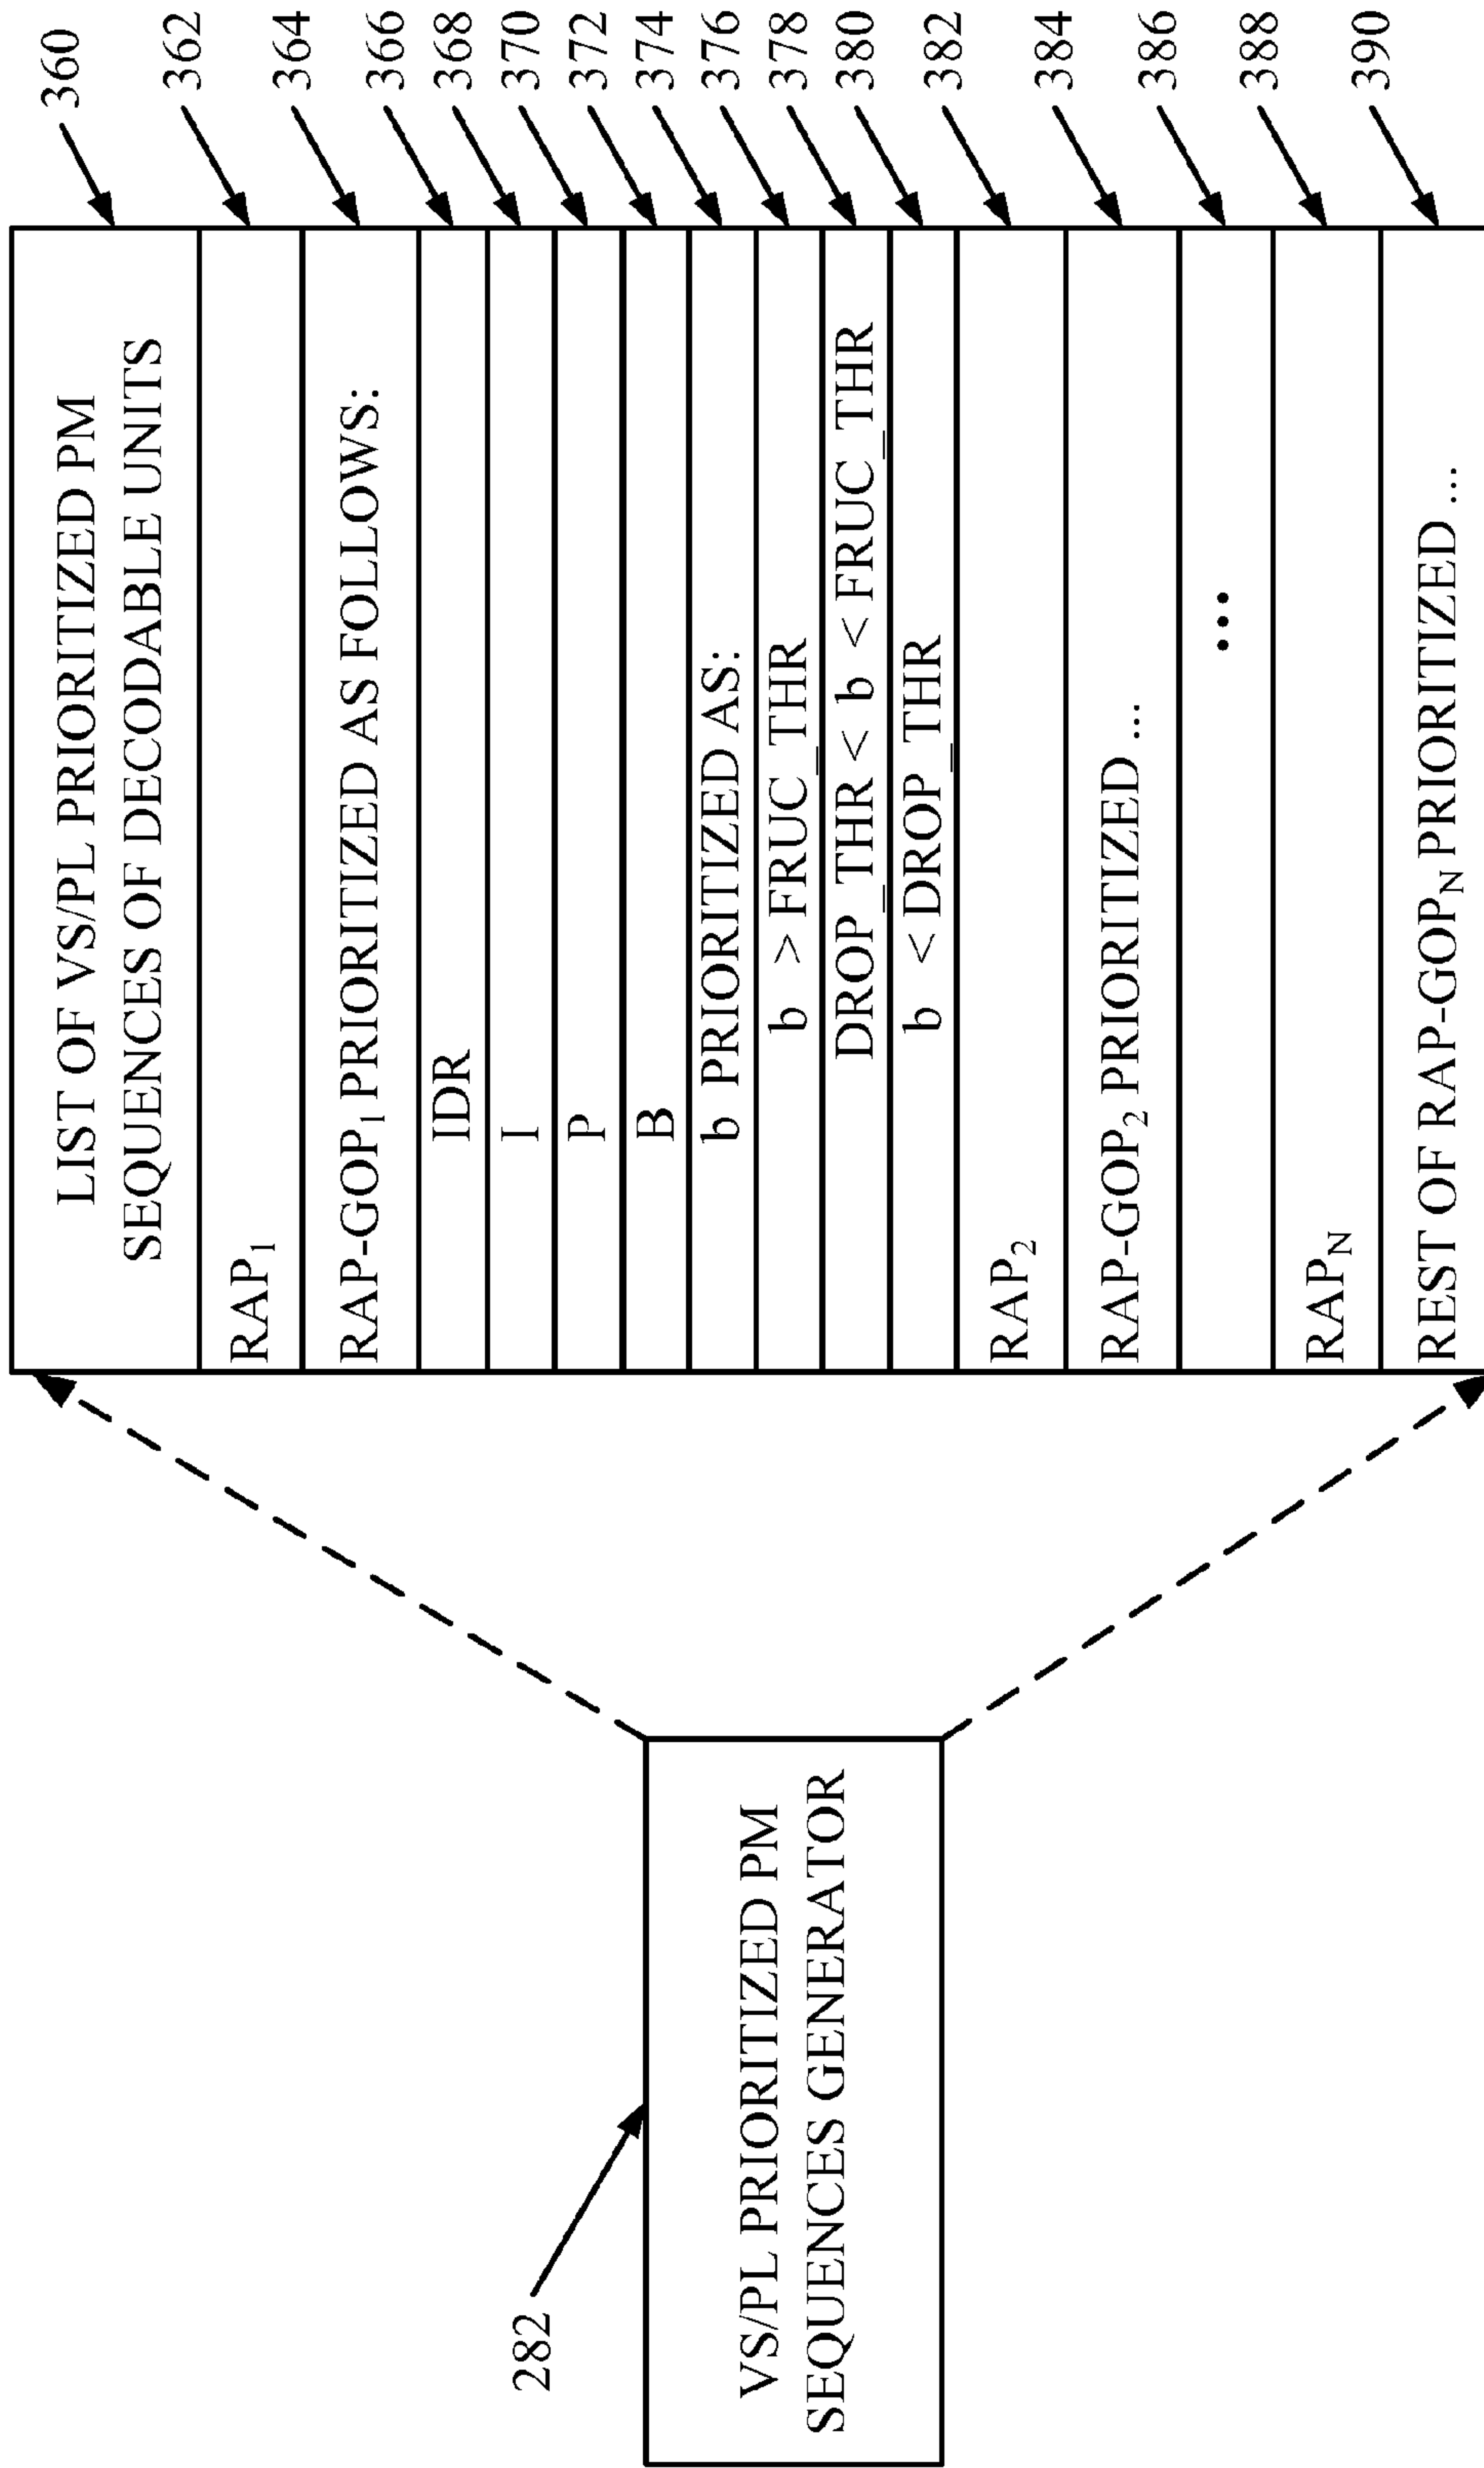 282
VS/PL PRIORITIZED PM
SEQUENCES GENERATOR
LIST OF VS/PL PRIORITIZED PM
SEQUENCES OF DECODABLE UNITS
360
RAP1
362
RAP-GOP1 PRIORITIZED AS FOLLOWS:
364
IDR
366
I
368
P
370
B
372
b PRIORITIZED AS:
374
b >FRUC_THR
376
DROP_THR < b < FRUC_THR
378
b < DROP_THR
380
RAP2
382
RAP-GOP2 PRIORITIZED ...
384
...
386
RAPN
388
REST OF RAP-GOPN PRIORITIZED ...
390